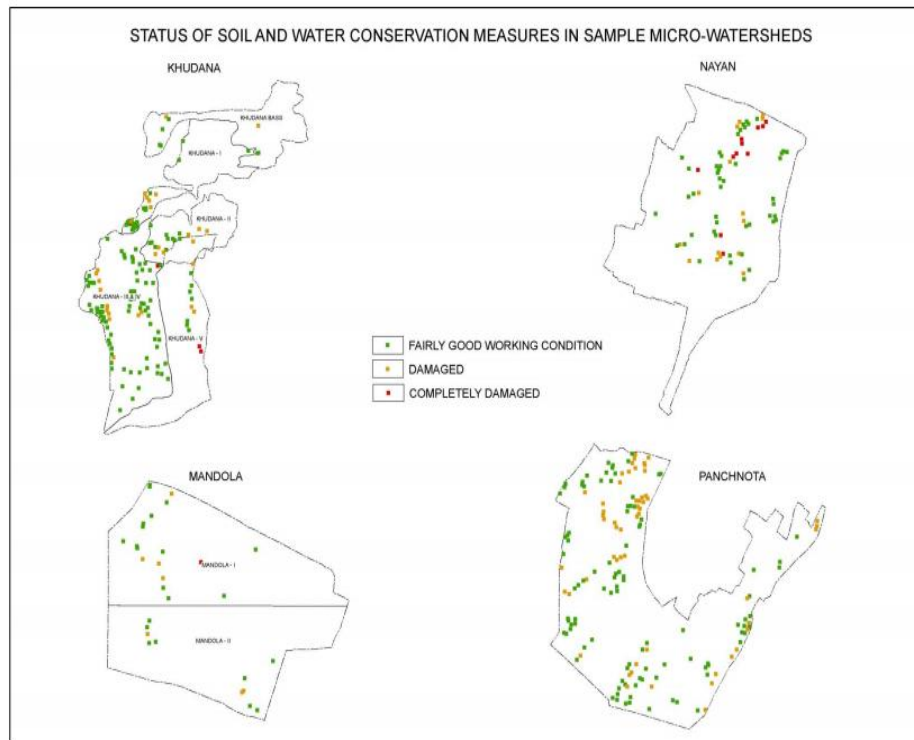 STATUS OF SOIL AND WATER CONSERVATION MEASURES IN SAMPLE MICRO-WATERSHEDS
KHUDANA
NAYAN
KHUDANA BASS
KHUDANA - I
KHUDANA - II
KHUDANA - III & IV
KHUDANA - V
FAIRLY GOOD WORKING CONDITION
DAMAGED
COMPLETELY DAMAGED
MANDOLA
PANCHNOTA
MANDOLA - I
MANDOLA - II